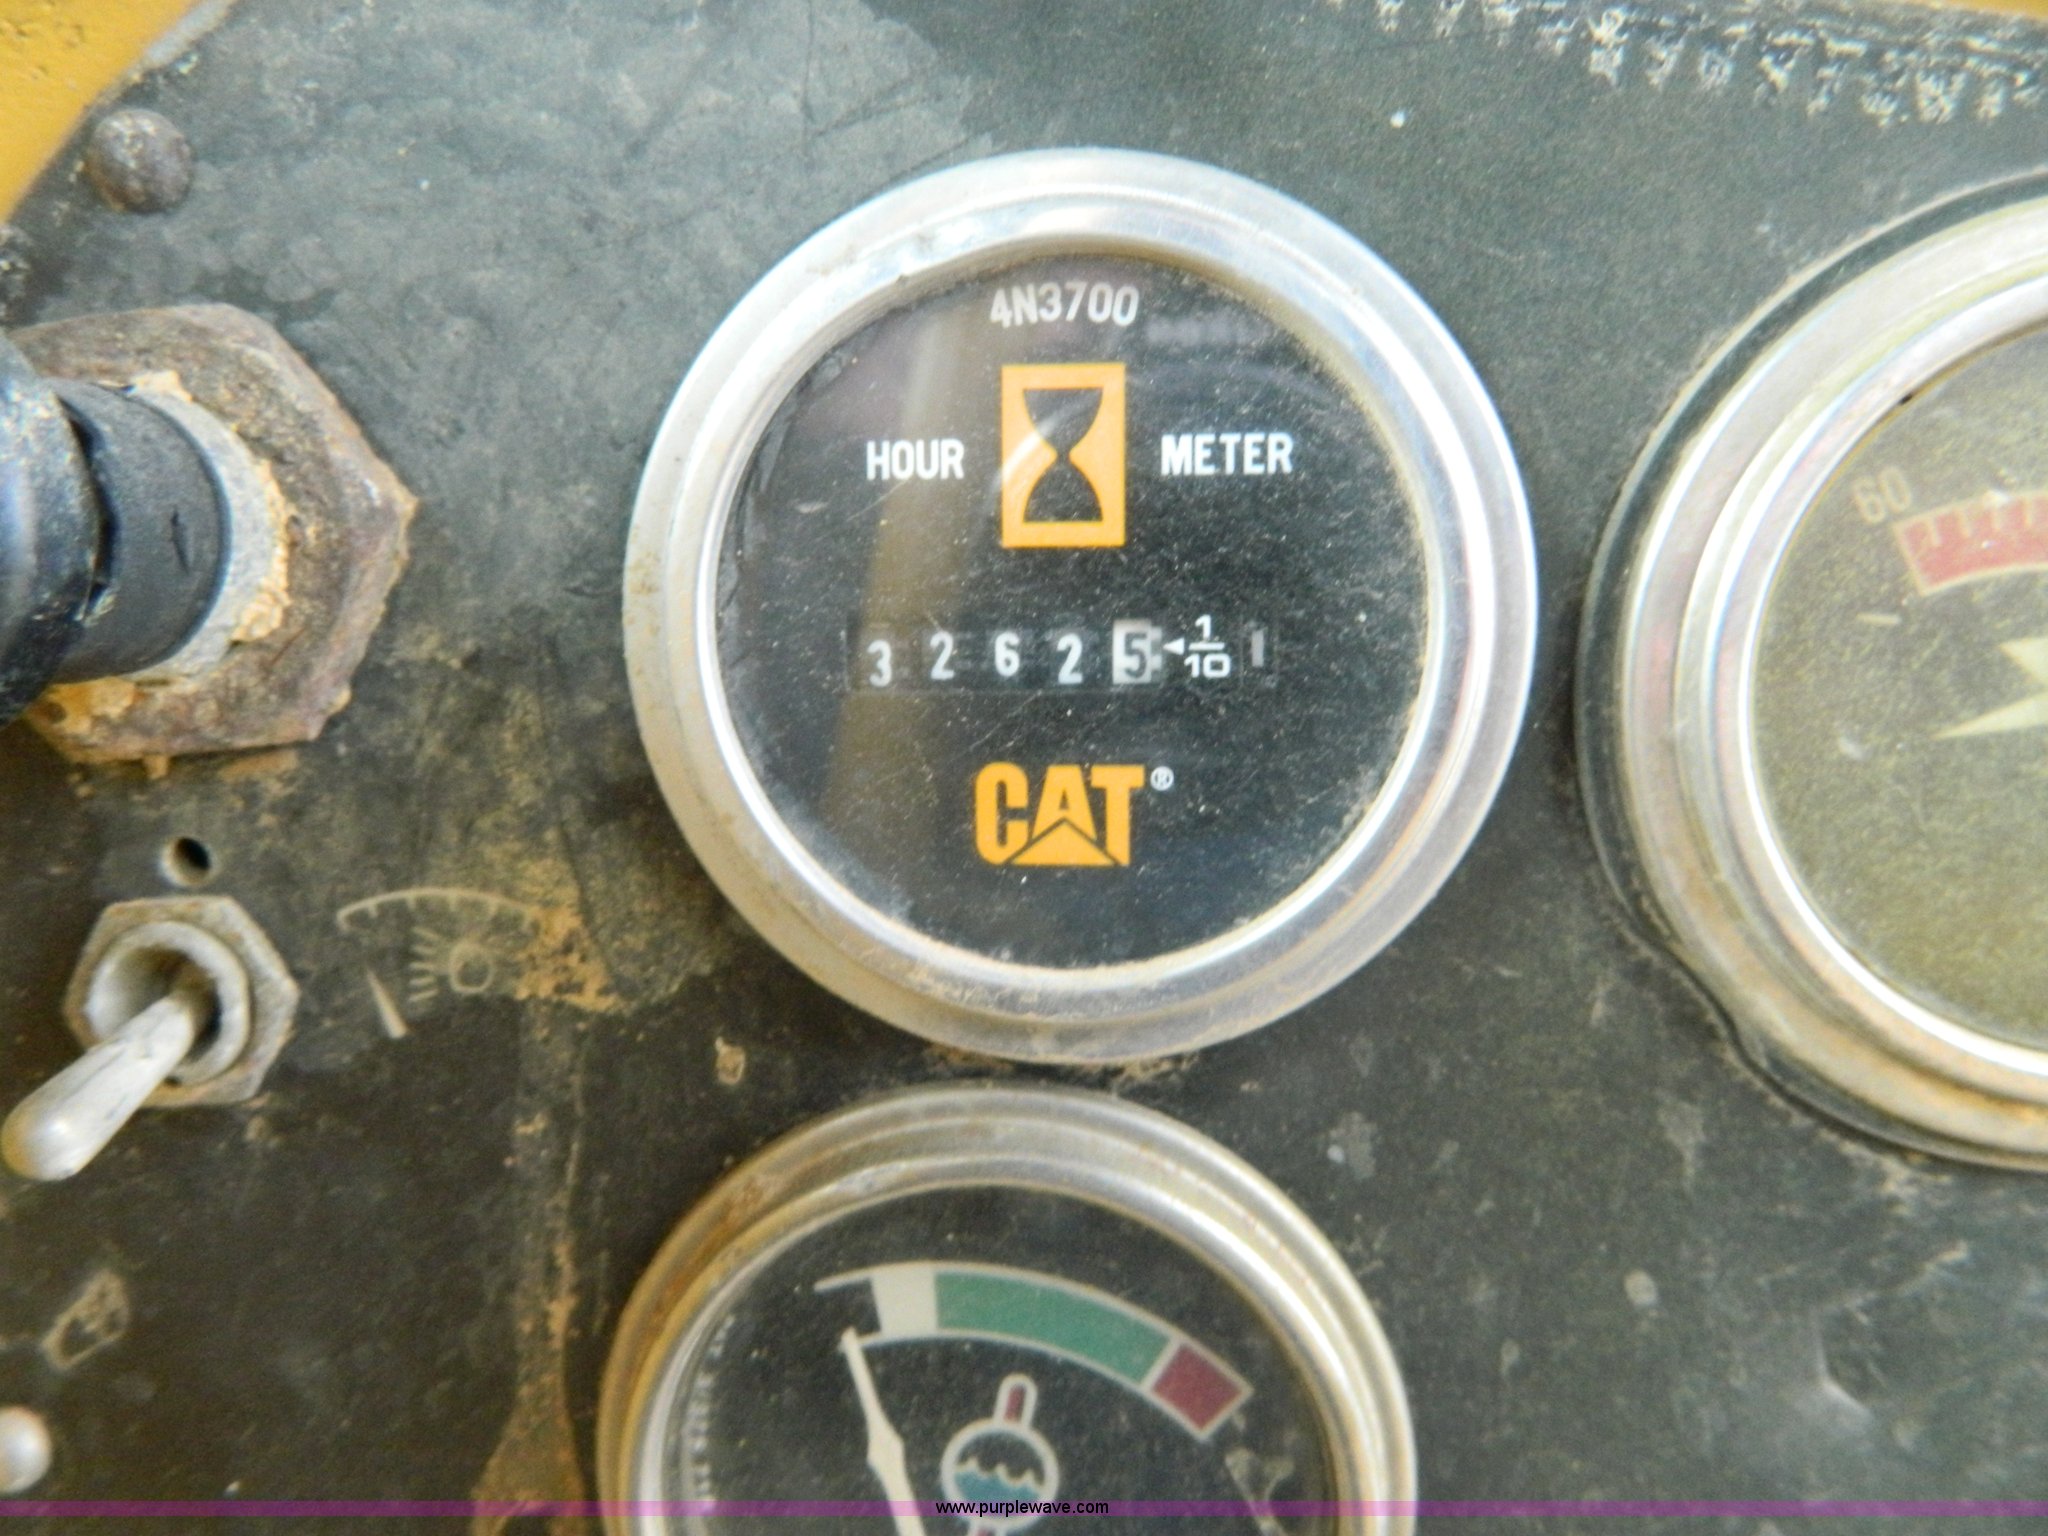 4N3700
HOUR METER
3 2 6 2 5 1/10
CAT®
60
www.purplewave.com